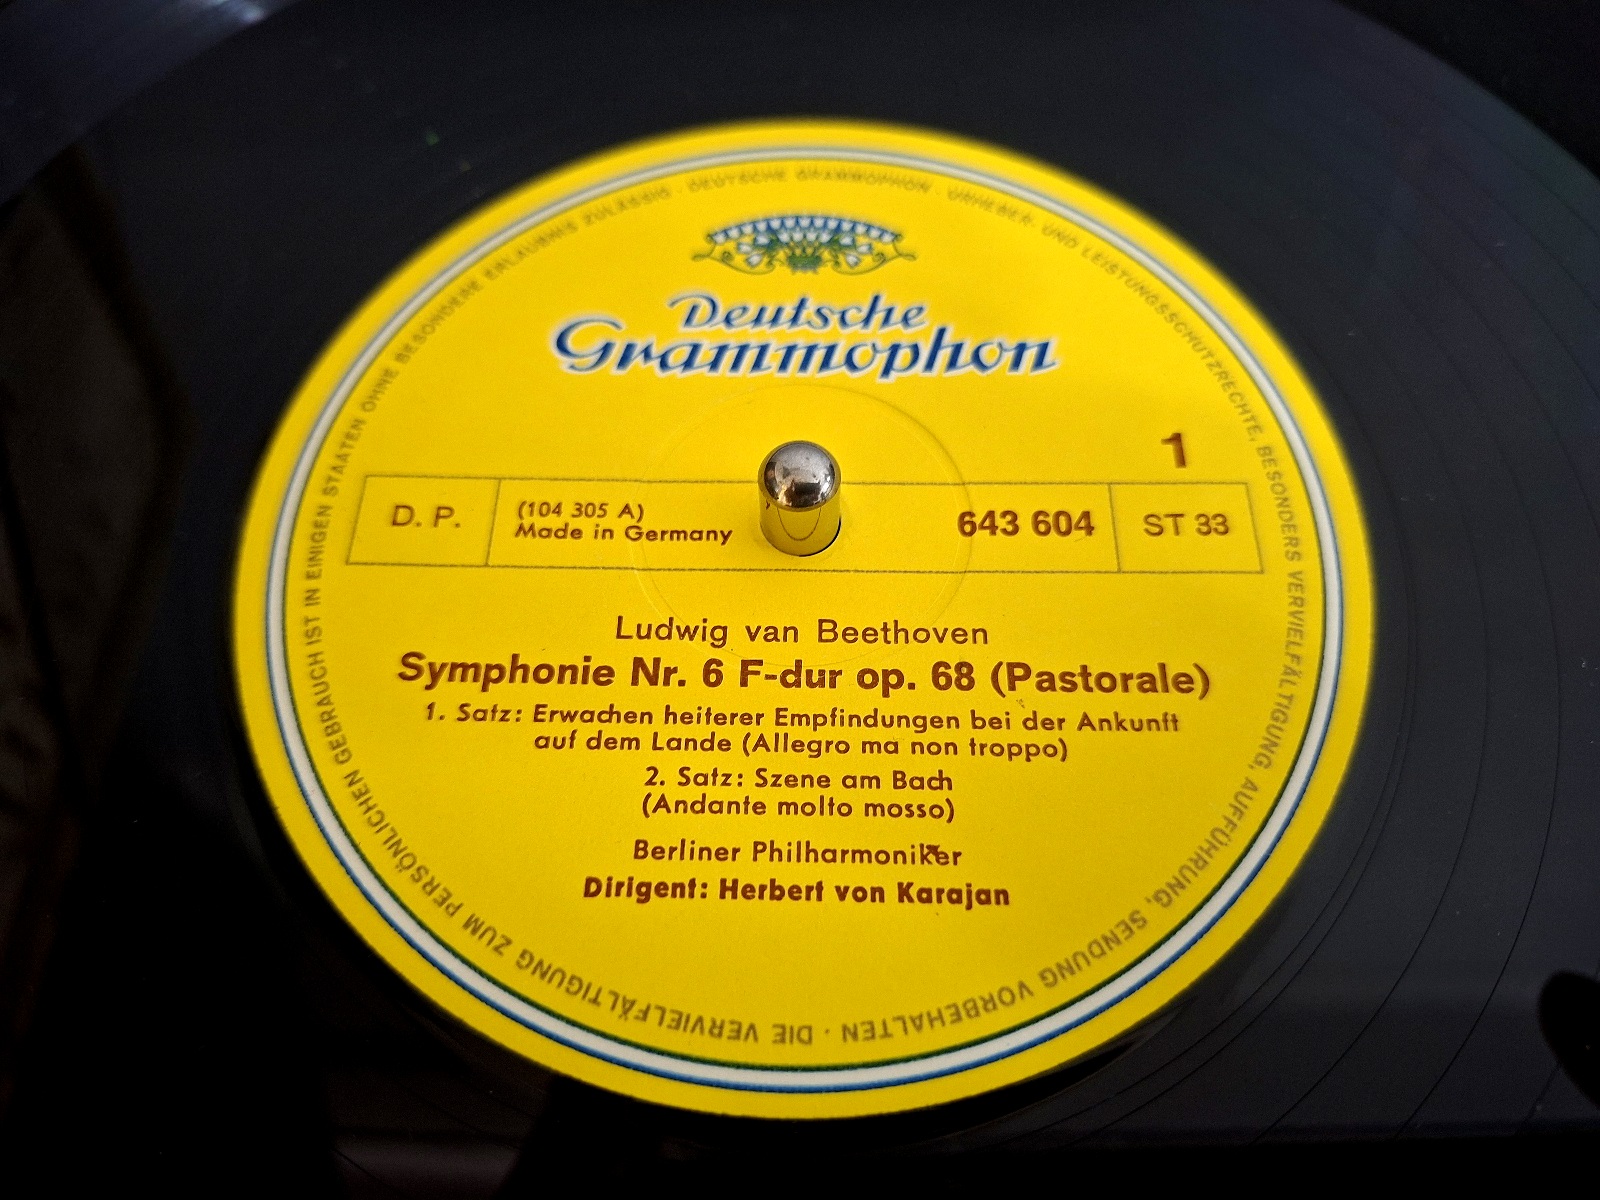 Deutsche
Grammophon
1
D. P.
(104 305 A)
Made in Germany
643 604
ST 33
Ludwig van Beethoven
Symphonie Nr. 6 F-dur op. 68 (Pastorale)
1. Satz: Erwachen heiterer Empfindungen bei der Ankunft
auf dem Lande (Allegro ma non troppo)
2. Satz: Szene am Bach
(Andante molto mosso)
Berliner Philharmoniker
Dirigent: Herbert von Karajan
DEUTSCHE GRAMMOPHON · URHEBER- UND LEISTUNGSSCHUTZRECHTE, BESONDERS VERVIELFÄLTIGUNG, AUFFÜHRUNG, SENDUNG VORBEHALTEN · DIE VERVIELFÄLTIGUNG ZUM PERSÖNLICHEN GEBRAUCH IST IN EINIGEN STAATEN OHNE BESONDERE ERLAUBNIS ZULÄSSIG ·